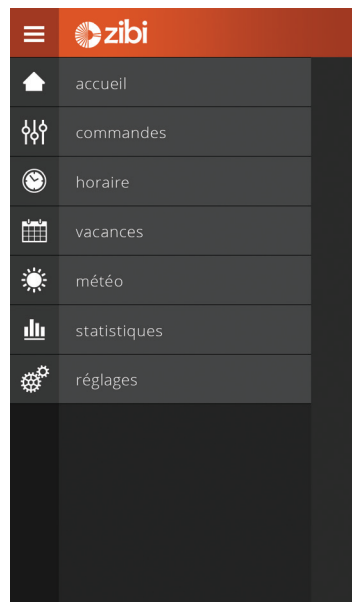 zibi
accueil
commandes
horaire
vacances
météo
statistiques
réglages